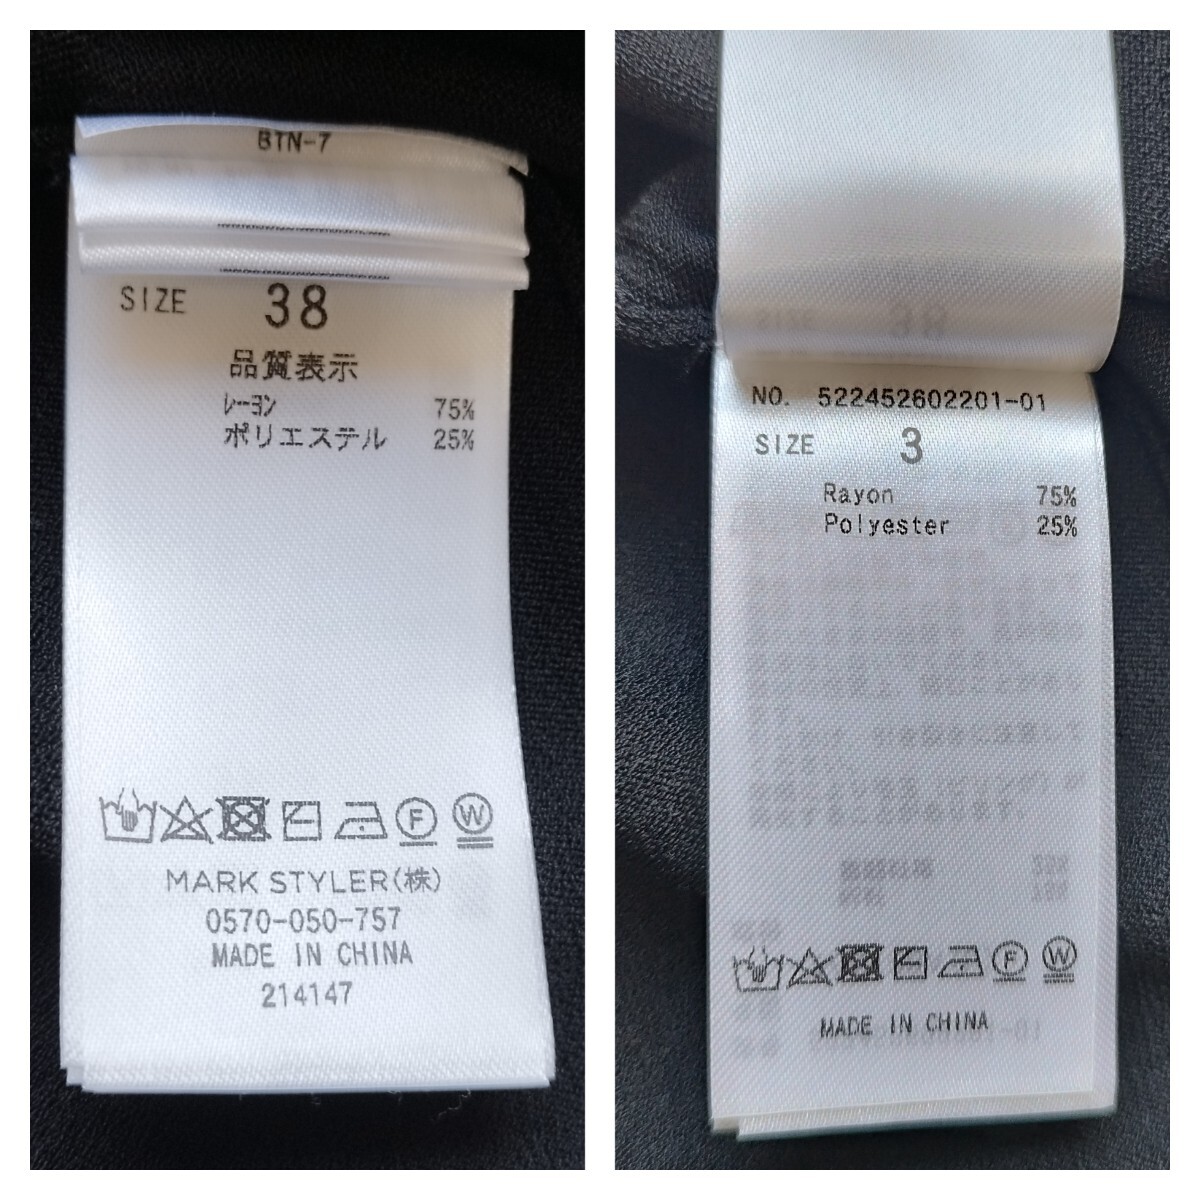 BTN-7
SIZE 38
品質表示
ﾚｰﾖﾝ 75%
ポリエステル 25%
F W
MARK STYLER(株)
0570-050-757
MADE IN CHINA
214147
NO. 522452602201-01
SIZE 3
Rayon 75%
Polyester 25%
F W
MADE IN CHINA